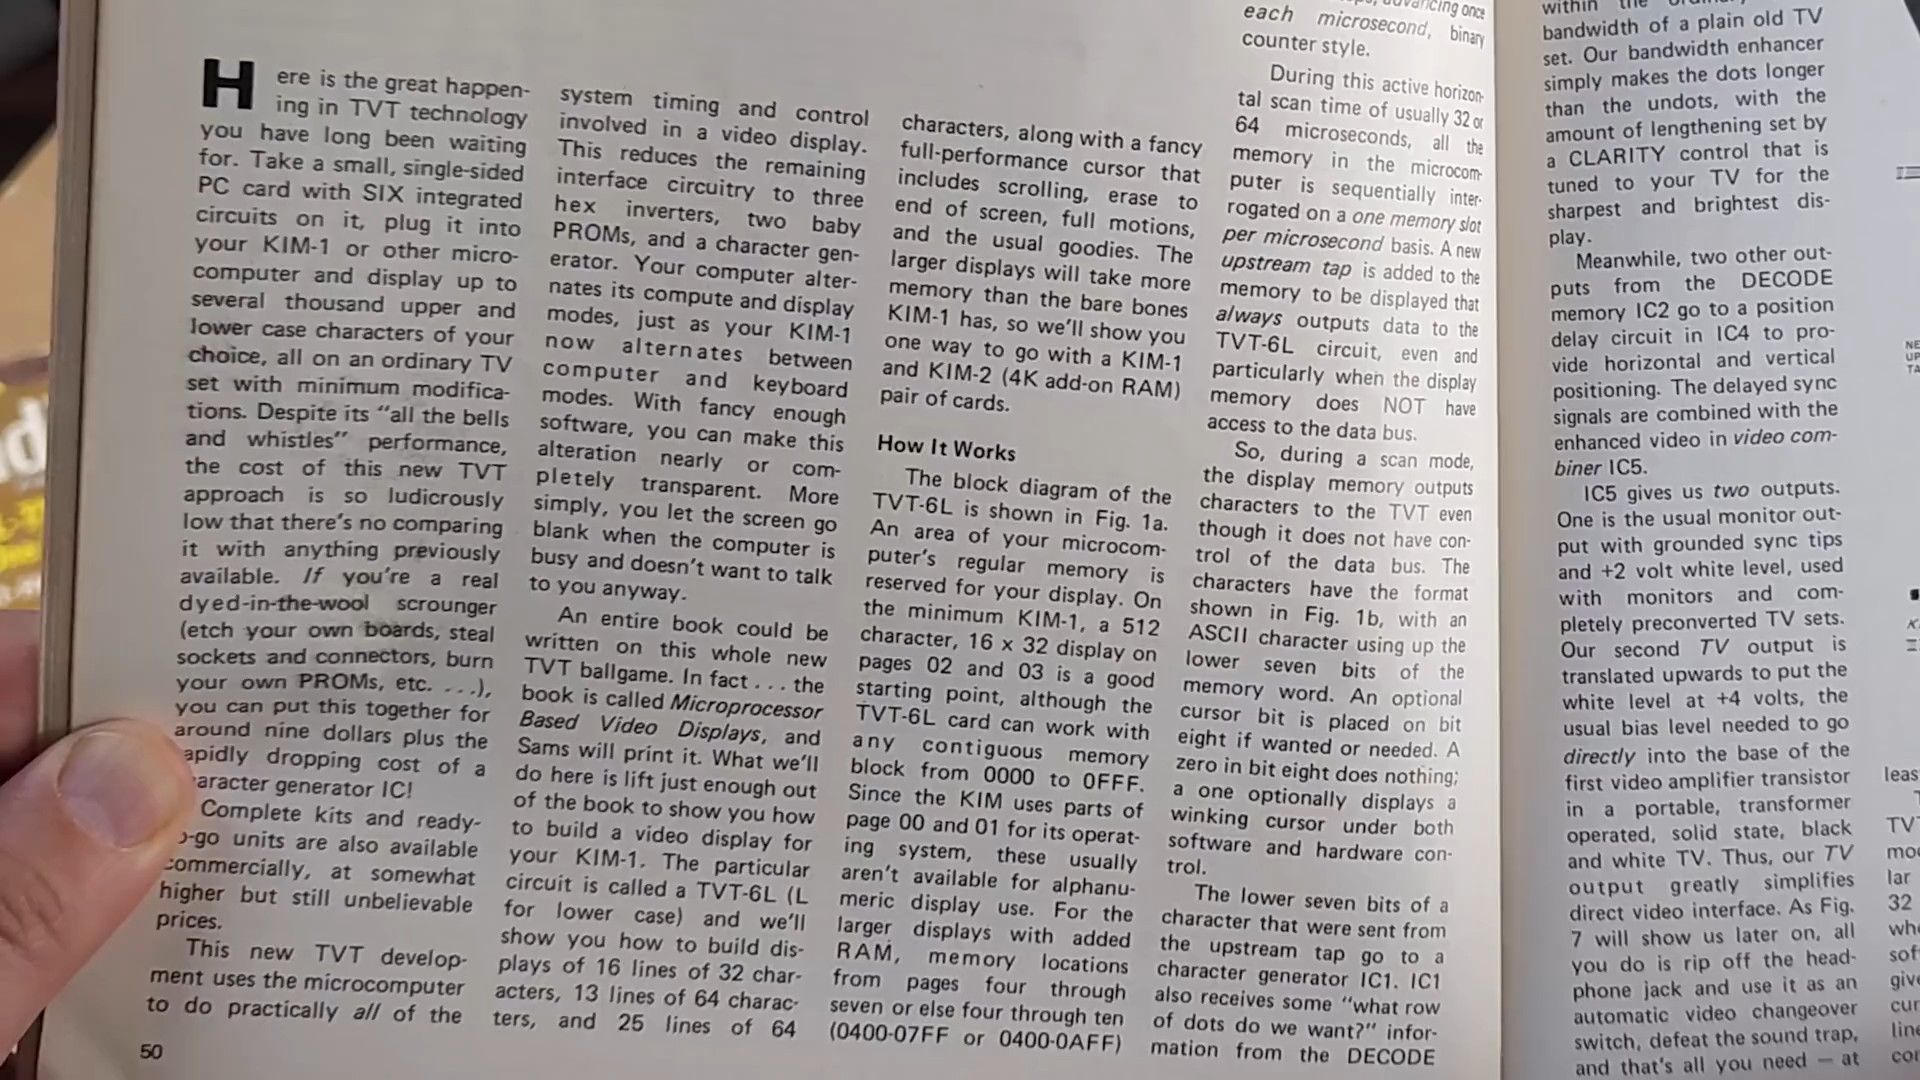 Here is the great happen-
ing in TVT technology
you have long been waiting
for. Take a small, single-sided
PC card with SIX integrated
circuits on it, plug it into
your KIM-1 or other micro-
computer and display up to
several thousand upper and
lower case characters of your
choice, all on an ordinary TV
set with minimum modifica-
tions. Despite its "all the bells
and whistles" performance,
the cost of this new TVT
approach is so ludicrously
low that there's no comparing
it with anything previously
available. If you're a real
dyed-in-the-wool scrounger
(etch your own boards, steal
sockets and connectors, burn
your own PROMs, etc. . . .),
you can put this together for
around nine dollars plus the
apidly dropping cost of a
aracter generator IC!
Complete kits and ready-
o-go units are also available
commercially, at somewhat
higher but still unbelievable
prices.
This new TVT develop-
ment uses the microcomputer
to do practically all of the
50
system timing and control
involved in a video display.
This reduces the remaining
interface circuitry to three
hex inverters, two baby
PROMs, and a character gen-
erator. Your computer alter-
nates its compute and display
modes, just as your KIM-1
now alternates between
computer and keyboard
modes. With fancy enough
software, you can make this
alteration nearly or com-
pletely transparent. More
simply, you let the screen go
blank when the computer is
busy and doesn't want to talk
to you anyway.
An entire book could be
written on this whole new
TVT ballgame. In fact . . . the
book is called Microprocessor
Based Video Displays, and
Sams will print it. What we'll
do here is lift just enough out
of the book to show you how
to build a video display for
your KIM-1. The particular
circuit is called a TVT-6L (L
for lower case) and we'll
show you how to build dis-
plays of 16 lines of 32 char-
acters, 13 lines of 64 charac-
ters, and 25 lines of 64
characters, along with a fancy
full-performance cursor that
includes scrolling, erase to
end of screen, full motions,
and the usual goodies. The
larger displays will take more
memory than the bare bones
KIM-1 has, so we'll show you
one way to go with a KIM-1
and KIM-2 (4K add-on RAM)
pair of cards.
How It Works
The block diagram of the
TVT-6L is shown in Fig. 1a.
An area of your microcom-
puter's regular memory is
reserved for your display. On
the minimum KIM-1, a 512
character, 16 x 32 display on
pages 02 and 03 is a good
starting point, although the
TVT-6L card can work with
any contiguous memory
block from 0000 to 0FFF.
Since the KIM uses parts of
page 00 and 01 for its operat-
ing system, these usually
aren't available for alphanu-
meric display use. For the
larger displays with added
RAM, memory locations
from pages four through
seven or else four through ten
(0400-07FF or 0400-0AFF)
advancing once
each microsecond, binary
counter style.
During this active horizon-
tal scan time of usually 32 or
64 microseconds, all the
memory in the microcom-
puter is sequentially inter-
rogated on a one memory slot
per microsecond basis. A new
upstream tap is added to the
memory to be displayed that
always outputs data to the
TVT-6L circuit, even and
particularly when the display
memory does NOT have
access to the data bus.
So, during a scan mode,
the display memory outputs
characters to the TVT even
though it does not have con-
trol of the data bus. The
characters have the format
shown in Fig. 1b, with an
ASCII character using up the
lower seven bits of the
memory word. An optional
cursor bit is placed on bit
eight if wanted or needed. A
zero in bit eight does nothing;
a one optionally displays a
winking cursor under both
software and hardware con-
trol.
The lower seven bits of a
character that were sent from
the upstream tap go to a
character generator IC1. IC1
also receives some "what row
of dots do we want?" infor-
mation from the DECODE
within the
bandwidth of a plain old TV
set. Our bandwidth enhancer
simply makes the dots longer
than the undots, with the
amount of lengthening set by
a CLARITY control that is
tuned to your TV for the
sharpest and brightest dis-
play.
Meanwhile, two other out-
puts from the DECODE
memory IC2 go to a position
delay circuit in IC4 to pro-
vide horizontal and vertical
positioning. The delayed sync
signals are combined with the
enhanced video in video com-
biner IC5.
IC5 gives us two outputs.
One is the usual monitor out-
put with grounded sync tips
and +2 volt white level, used
with monitors and com-
pletely preconverted TV sets.
Our second TV output is
translated upwards to put the
white level at +4 volts, the
usual bias level needed to go
directly into the base of the
first video amplifier transistor
in a portable, transformer
operated, solid state, black
and white TV. Thus, our TV
output greatly simplifies
direct video interface. As Fig.
7 will show us later on, all
you do is rip off the head-
phone jack and use it as an
automatic video changeover
switch, defeat the sound trap,
and that's all you need — at
leas
TV
mo
lar
32
wh
sof
giv
cur
line